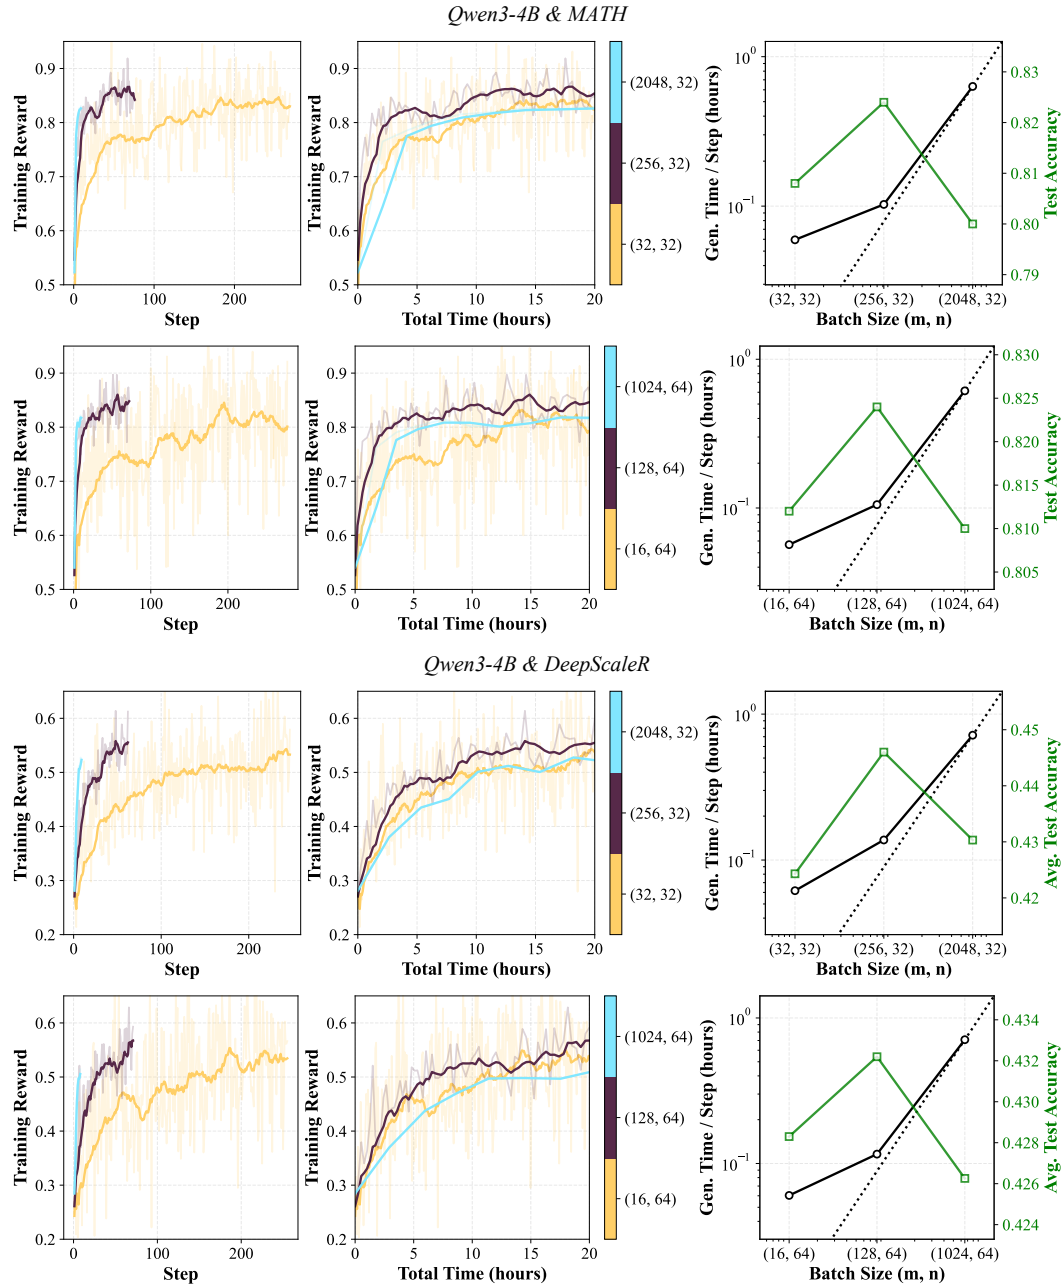 Qwen3-4B & MATH
0.9
0.8
0.7
0.6
0.5
Training Reward
0 100 200
Step
0.9
0.8
0.7
0.6
0.5
Training Reward
0 5 10 15 20
Total Time (hours)
(2048, 32)
(256, 32)
(32, 32)
10⁰
10⁻¹
Gen. Time / Step (hours)
(32, 32) (256, 32) (2048, 32)
Batch Size (m, n)
0.83
0.82
0.81
0.80
0.79
Test Accuracy
0.9
0.8
0.7
0.6
0.5
Training Reward
0 100 200
Step
0.9
0.8
0.7
0.6
0.5
Training Reward
0 5 10 15 20
Total Time (hours)
(1024, 64)
(128, 64)
(16, 64)
10⁰
10⁻¹
Gen. Time / Step (hours)
(16, 64) (128, 64) (1024, 64)
Batch Size (m, n)
0.830
0.825
0.820
0.815
0.810
0.805
Test Accuracy
Qwen3-4B & DeepScaleR
0.6
0.5
0.4
0.3
0.2
Training Reward
0 100 200
Step
0.6
0.5
0.4
0.3
0.2
Training Reward
0 5 10 15 20
Total Time (hours)
(2048, 32)
(256, 32)
(32, 32)
10⁰
10⁻¹
Gen. Time / Step (hours)
(32, 32) (256, 32) (2048, 32)
Batch Size (m, n)
0.45
0.44
0.43
0.42
Avg. Test Accuracy
0.6
0.5
0.4
0.3
0.2
Training Reward
0 100 200
Step
0.6
0.5
0.4
0.3
0.2
Training Reward
0 5 10 15 20
Total Time (hours)
(1024, 64)
(128, 64)
(16, 64)
10⁰
10⁻¹
Gen. Time / Step (hours)
(16, 64) (128, 64) (1024, 64)
Batch Size (m, n)
0.434
0.432
0.430
0.428
0.426
0.424
Avg. Test Accuracy